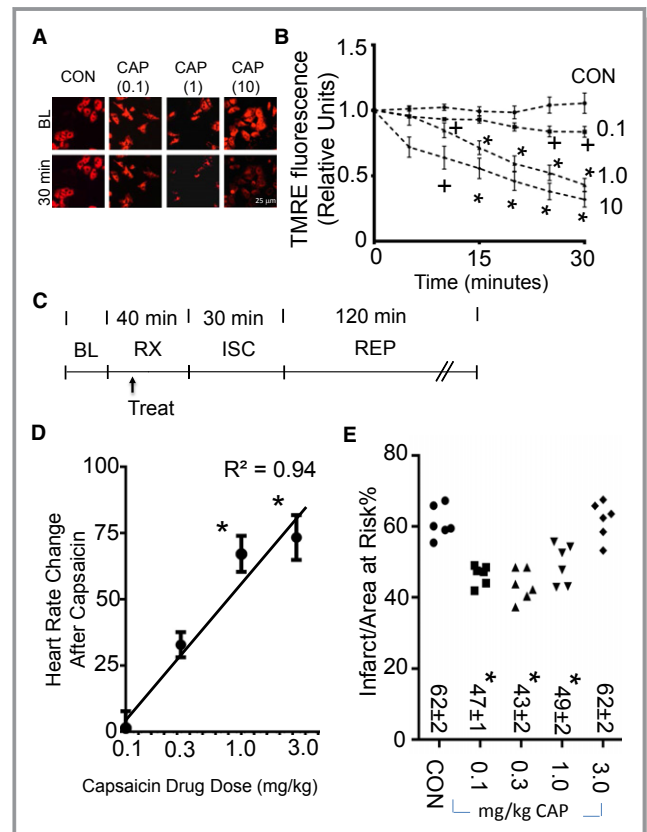 A
CON
CAP
(0.1)
CAP
(1)
CAP
(10)
BL
30 min
25 µm
B
TMRE fluorescence
(Relative Units)
1.5
1.0
0.5
0
0
15
30
Time (minutes)
CON
0.1
1.0
10
+
*
*
+
*
+
*
+
*
*
*
*
C
40 min
30 min
120 min
BL
RX
ISC
REP
Treat
D
R² = 0.94
Heart Rate Change
After Capsaicin
100
75
50
25
0
*
*
0.1
0.3
1.0
3.0
Capsaicin Drug Dose (mg/kg)
E
Infarct/Area at Risk%
80
60
40
20
0
62±2
47±1
*
43±2
*
49±2
*
62±2
CON
0.1
0.3
1.0
3.0
mg/kg CAP